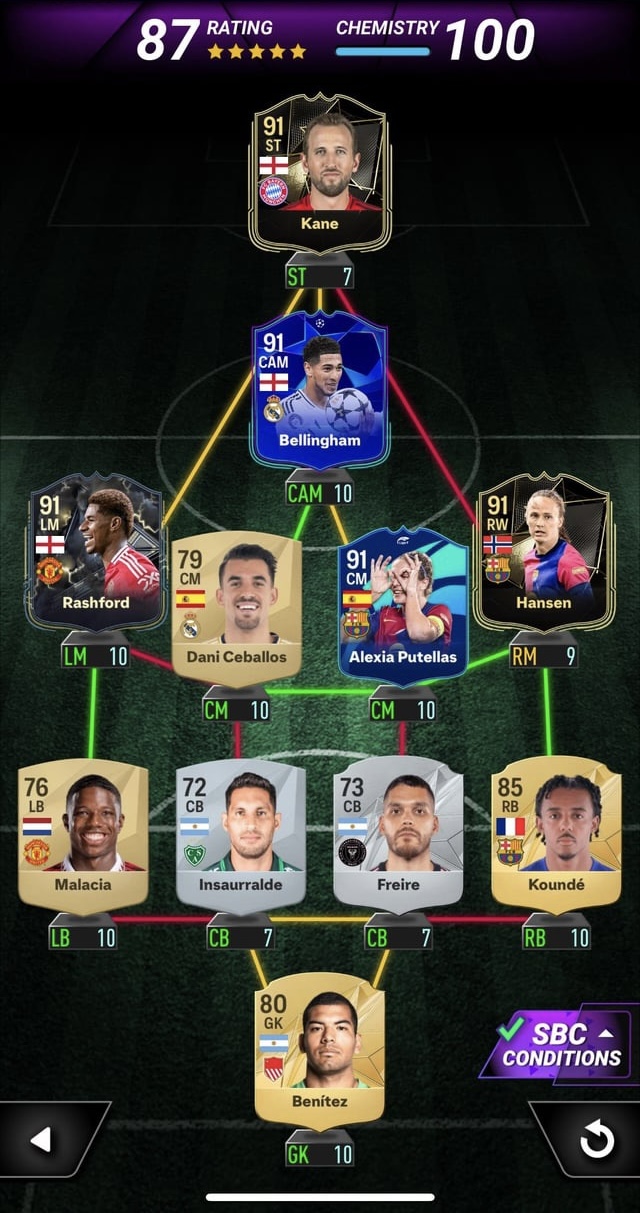 87 RATING
CHEMISTRY 100
91
ST
Kane
ST 7
91
CAM
Bellingham
CAM 10
91
LM
Rashford
LM 10
79
CM
Dani Ceballos
CM 10
91
CM
Alexia Putellas
CM 10
91
RW
Hansen
RM 9
76
LB
Malacia
LB 10
72
CB
Insaurralde
CB 7
73
CB
Freire
CB 7
85
RB
Koundé
RB 10
80
GK
Benítez
GK 10
SBC
CONDITIONS